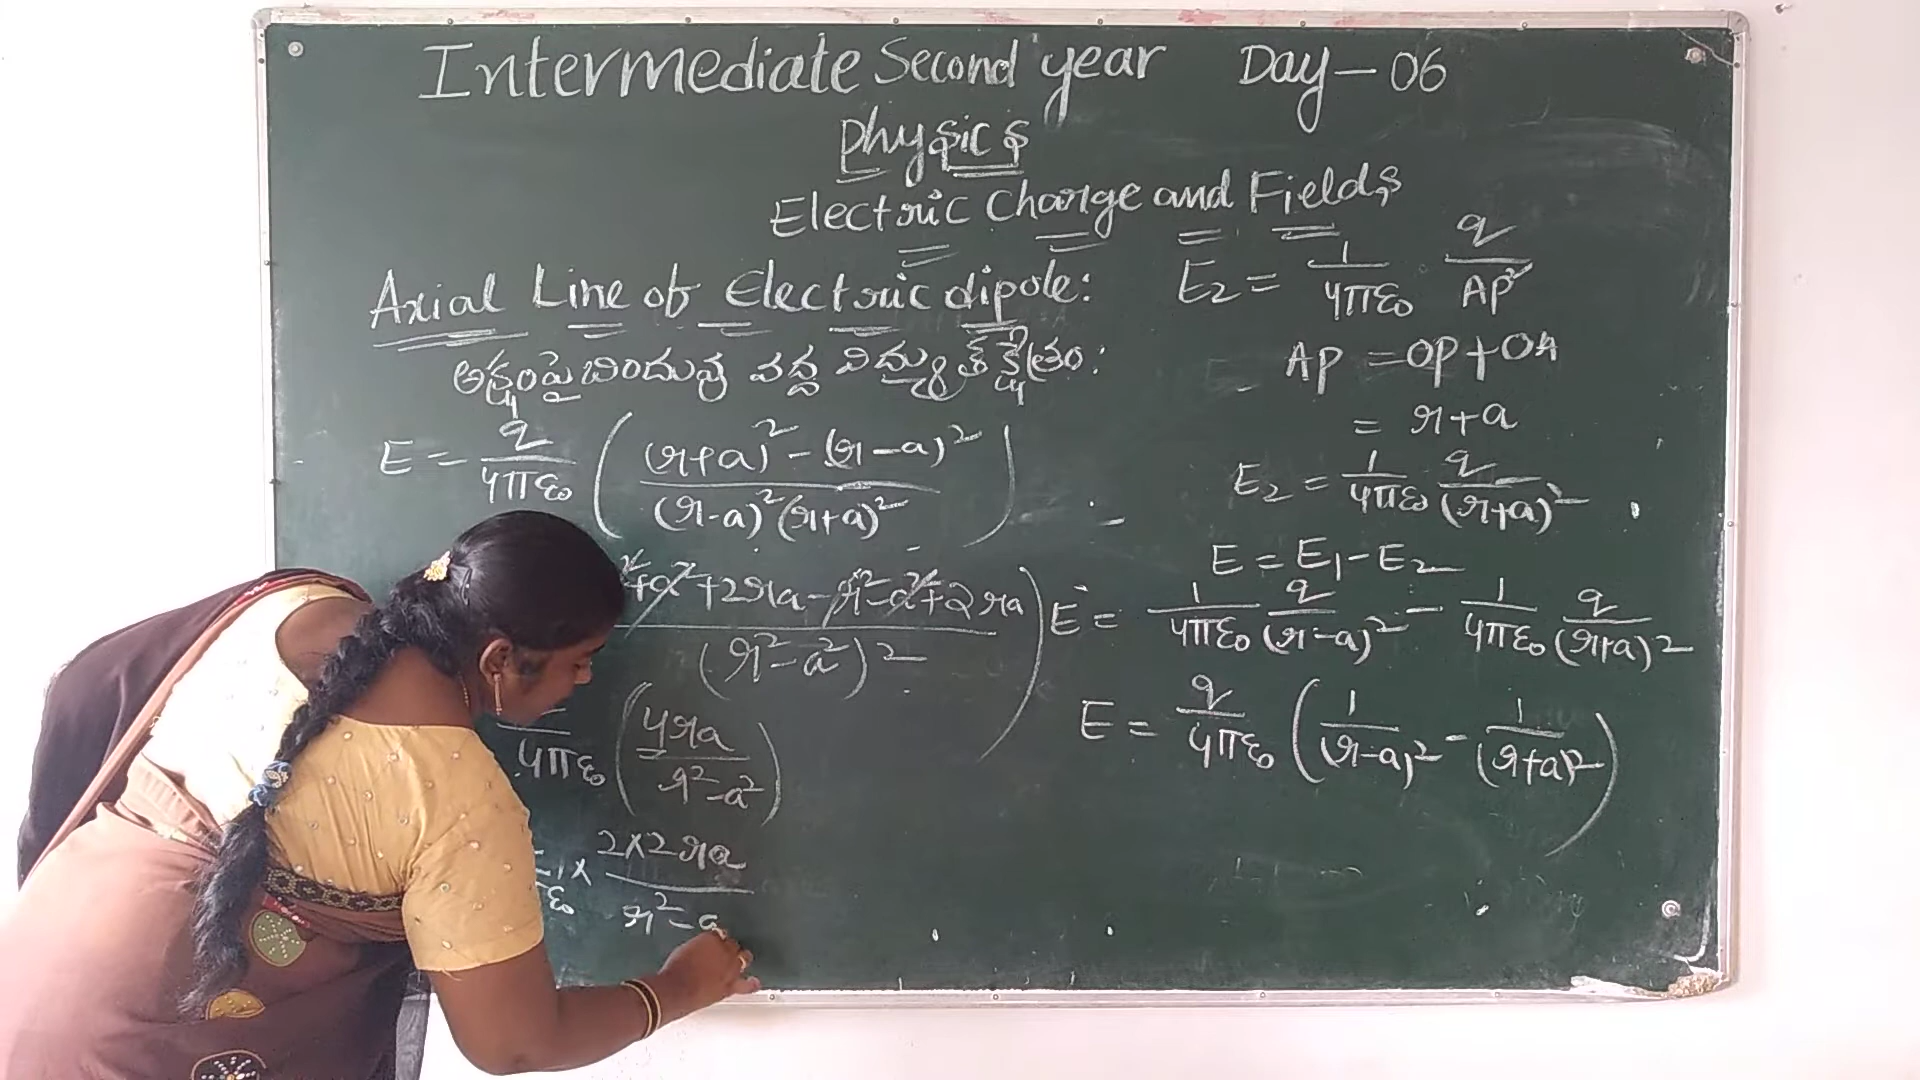 Intermediate Second year Day - 06
Physics
Electric Charge and Fields
Axial Line of Electric dipole:
అక్షంపై బిందువు వద్ద విద్యుత్ క్షేత్రం:
E = q/4πε₀ ( (r+a)² - (r-a)² / (r-a)² (r+a)² )
² + a² + 2ra - r² - a² + 2ra / (r² - a²)² )
4πε₀ ( 4ra / r² - a² )
ε₀ × 2×2ra / r² - a
E₂ = 1/4πε₀ q/AP²
AP = OP + OA
= r + a
E₂ = 1/4πε₀ q/(r+a)²
E = E₁ - E₂
E = 1/4πε₀ q/(r-a)² - 1/4πε₀ q/(r+a)²
E = q/4πε₀ ( 1/(r-a)² - 1/(r+a)² )